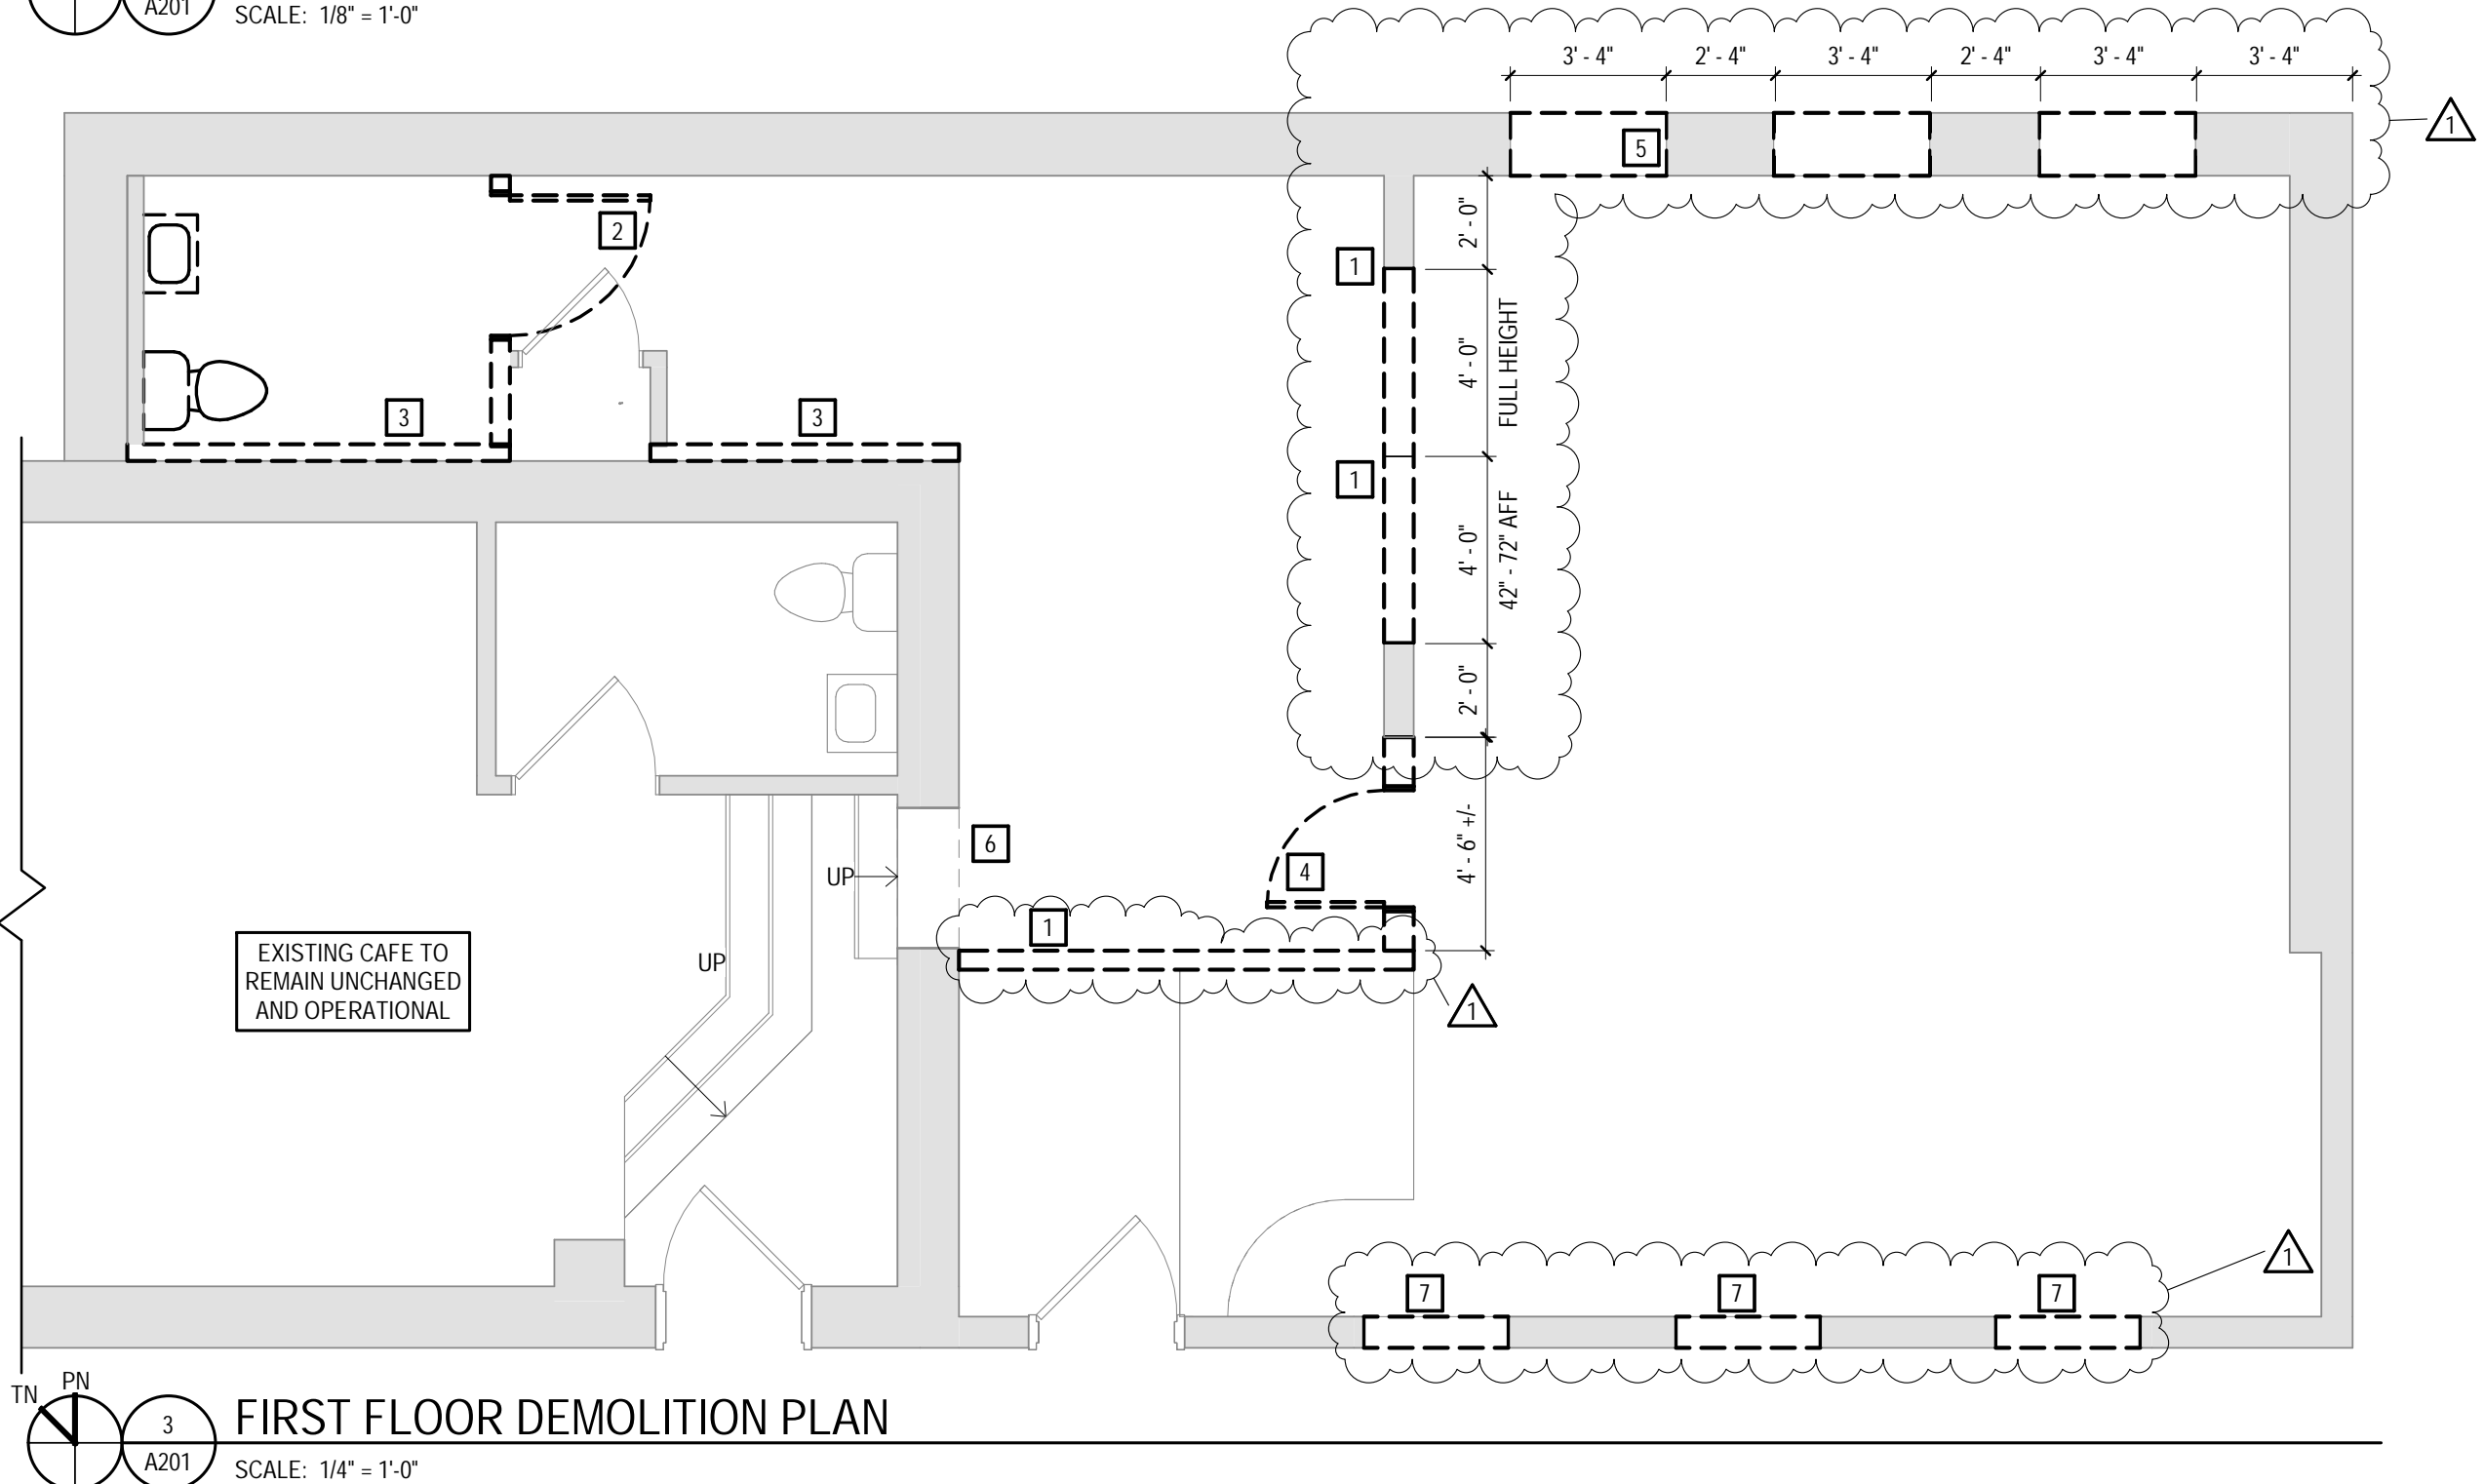 A201
SCALE: 1/8" = 1'-0"
3' - 4"
2' - 4"
3' - 4"
2' - 4"
3' - 4"
3' - 4"
1
5
2
2' - 0"
1
4' - 0"
FULL HEIGHT
3
3
1
4' - 0"
42" - 72" AFF
2' - 0"
6
4' - 6" +/-
4
UP
1
UP
EXISTING CAFE TO
REMAIN UNCHANGED
AND OPERATIONAL
1
1
7
7
7
TN
PN
3
A201
FIRST FLOOR DEMOLITION PLAN
SCALE: 1/4" = 1'-0"